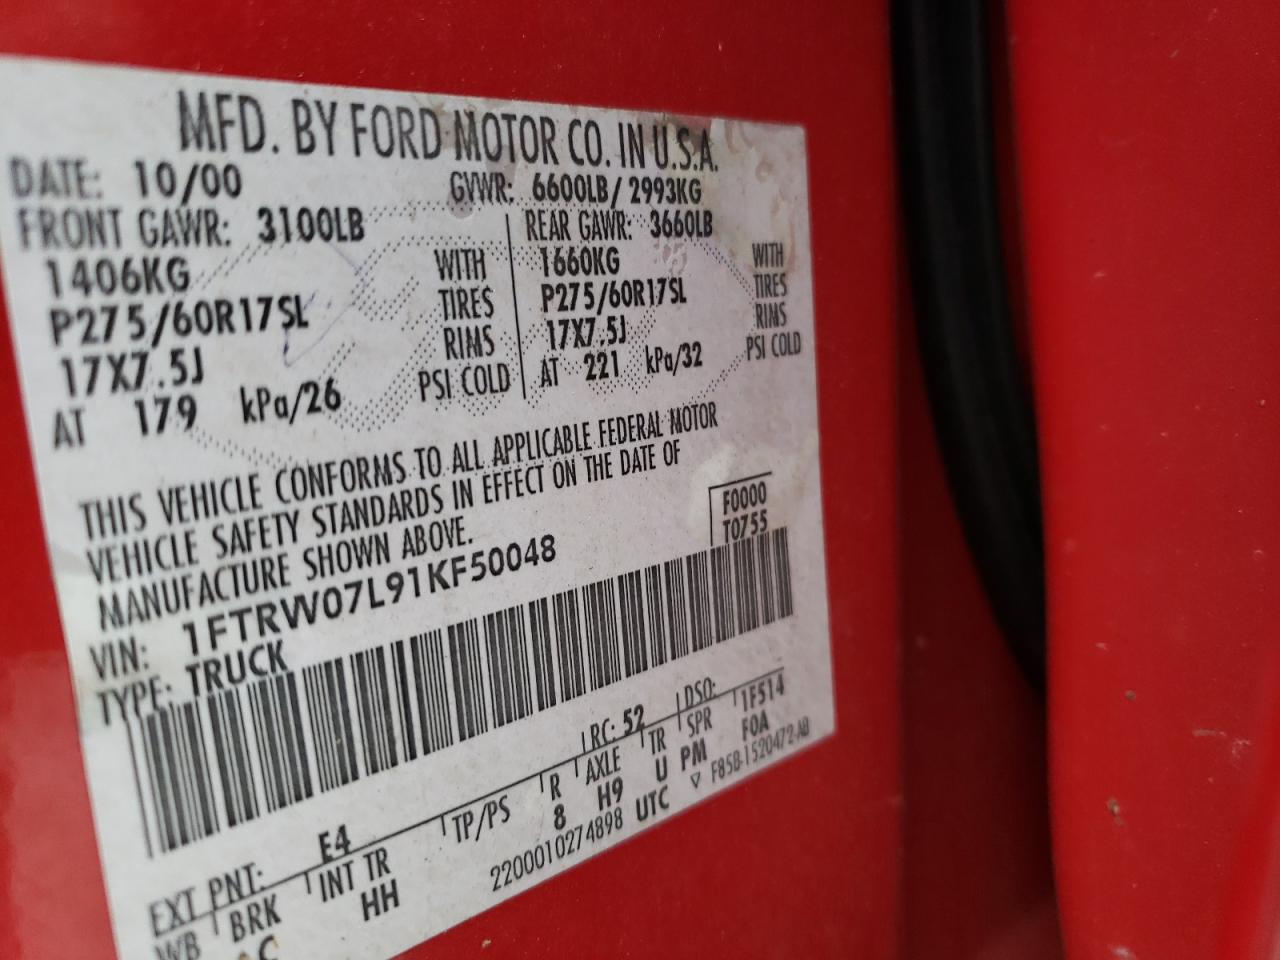 MFD. BY FORD MOTOR CO. IN U.S.A.
DATE: 10/00 GVWR: 6600LB/ 2993KG
FRONT GAWR: 3100LB REAR GAWR: 3660LB
1406KG WITH 1660KG WITH
P275/60R17SL TIRES P275/60R17SL TIRES
17X7.5J RIMS 17X7.5J RIMS
AT 179 kPa/26 PSI COLD AT 221 kPa/32 PSI COLD
THIS VEHICLE CONFORMS TO ALL APPLICABLE FEDERAL MOTOR
VEHICLE SAFETY STANDARDS IN EFFECT ON THE DATE OF
MANUFACTURE SHOWN ABOVE.
F0000
T0755
VIN: 1FTRW07L91KF50048
TYPE: TRUCK
EXT PNT: E4 RC: 52 DSO: 1F514
WB BRK INT TR TP/PS R AXLE TR SPR
HH 8 H9 U PM F0A
2200010274898 UTC ▽ F85B-1520472-AB